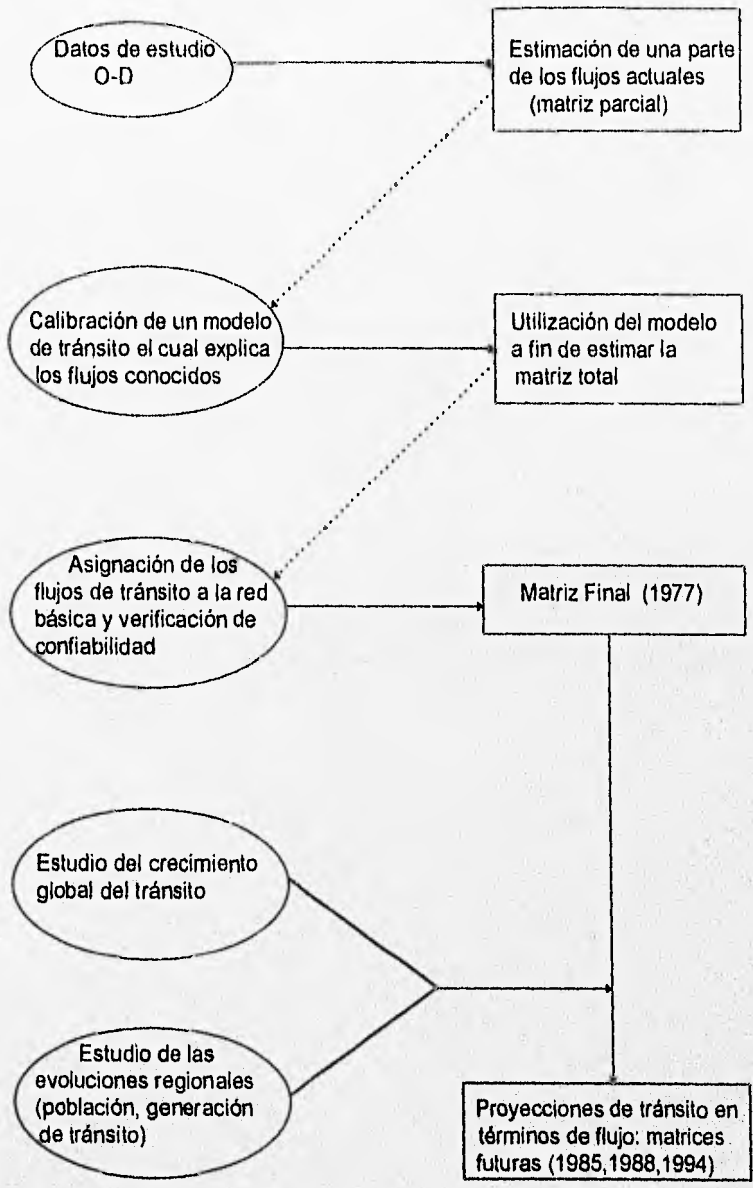 Datos de estudio
O-D
Estimación de una parte
de los flujos actuales
(matriz parcial)
Calibración de un modelo
de tránsito el cual explica
los flujos conocidos
Utilización del modelo
a fin de estimar la
matriz total
Asignación de los
flujos de tránsito a la red
básica y verificación de
confiabilidad
Matriz Final (1977)
Estudio del crecimiento
global del tránsito
Estudio de las
evoluciones regionales
(población, generación
de tránsito)
Proyecciones de tránsito en
términos de flujo: matrices
futuras (1985,1988,1994)